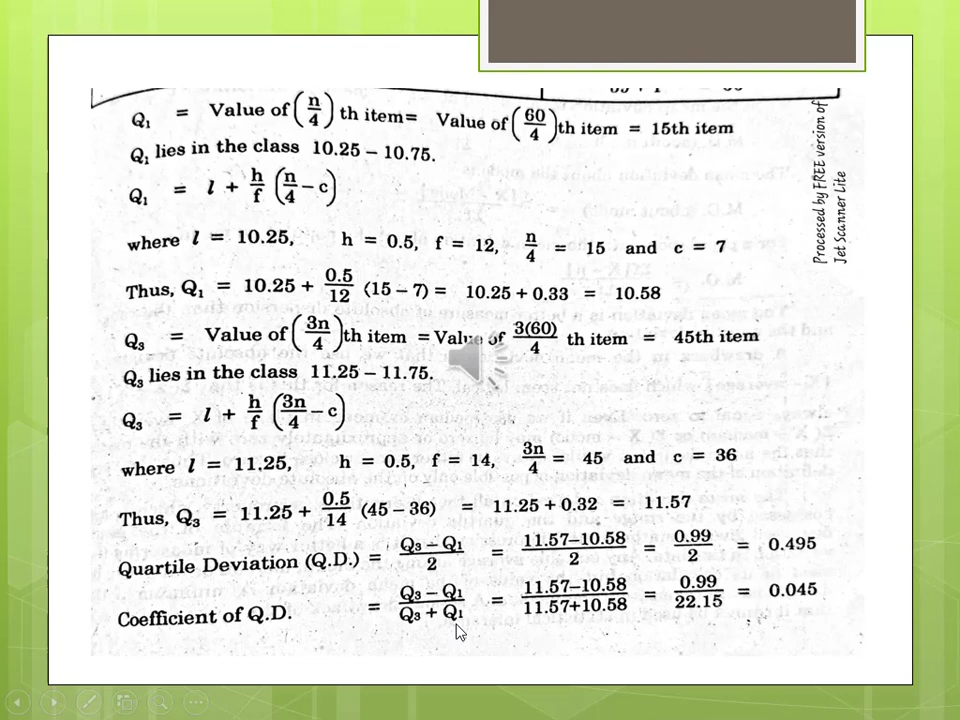 Q₁ = Value of (n/4) th item = Value of (60/4) th item = 15th item
Q₁ lies in the class 10.25 – 10.75.
Q₁ = l + h/f (n/4 – c)
where l = 10.25, h = 0.5, f = 12, n/4 = 15 and c = 7
Thus, Q₁ = 10.25 + 0.5/12 (15 – 7) = 10.25 + 0.33 = 10.58
Q₃ = Value of (3n/4) th item = Value of 3(60)/4 th item = 45th item
Q₃ lies in the class 11.25 – 11.75.
Q₃ = l + h/f (3n/4 – c)
where l = 11.25, h = 0.5, f = 14, 3n/4 = 45 and c = 36
Thus, Q₃ = 11.25 + 0.5/14 (45 – 36) = 11.25 + 0.32 = 11.57
Quartile Deviation (Q.D.) = Q₃ – Q₁/2 = 11.57–10.58/2 = 0.99/2 = 0.495
Coefficient of Q.D. = Q₃ – Q₁/Q₃ + Q₁ = 11.57–10.58/11.57+10.58 = 0.99/22.15 = 0.045
Processed by FREE version of
Jet Scanner Lite